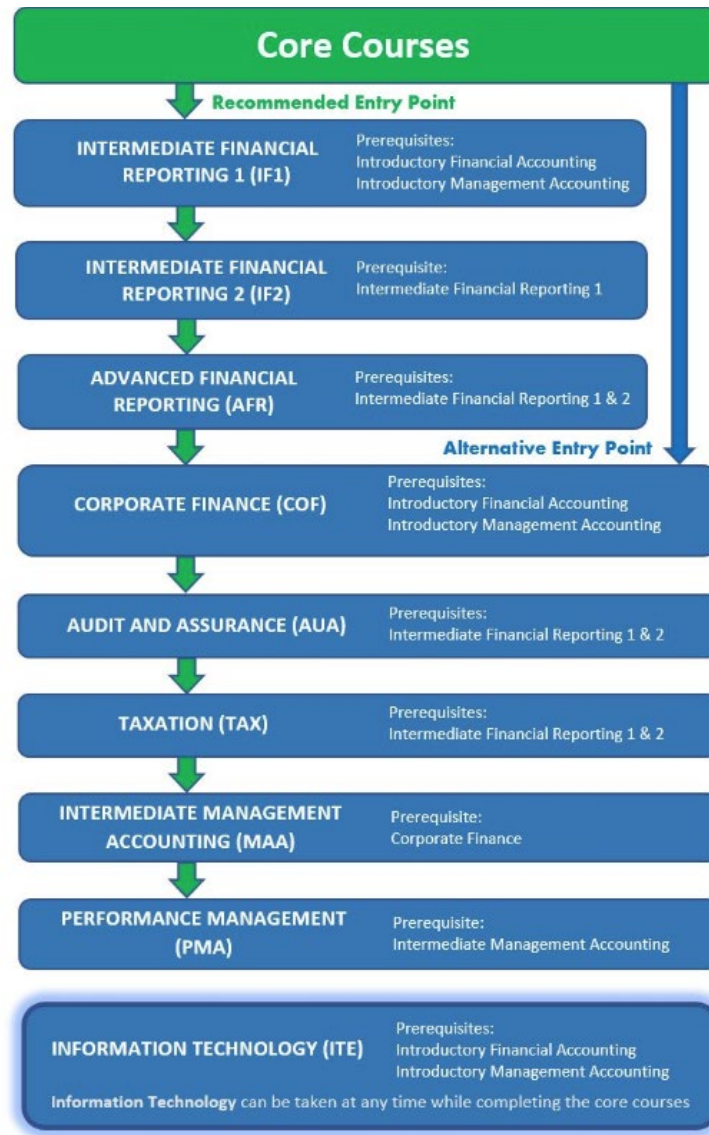 Core Courses
Recommended Entry Point
INTERMEDIATE FINANCIAL
REPORTING 1 (IF1)
Prerequisites:
Introductory Financial Accounting
Introductory Management Accounting
INTERMEDIATE FINANCIAL
REPORTING 2 (IF2)
Prerequisite:
Intermediate Financial Reporting 1
ADVANCED FINANCIAL
REPORTING (AFR)
Prerequisites:
Intermediate Financial Reporting 1 & 2
Alternative Entry Point
CORPORATE FINANCE (COF)
Prerequisites:
Introductory Financial Accounting
Introductory Management Accounting
AUDIT AND ASSURANCE (AUA)
Prerequisites:
Intermediate Financial Reporting 1 & 2
TAXATION (TAX)
Prerequisites:
Intermediate Financial Reporting 1 & 2
INTERMEDIATE MANAGEMENT
ACCOUNTING (MAA)
Prerequisite:
Corporate Finance
PERFORMANCE MANAGEMENT
(PMA)
Prerequisite:
Intermediate Management Accounting
INFORMATION TECHNOLOGY (ITE)
Prerequisites:
Introductory Financial Accounting
Introductory Management Accounting
Information Technology can be taken at any time while completing the core courses